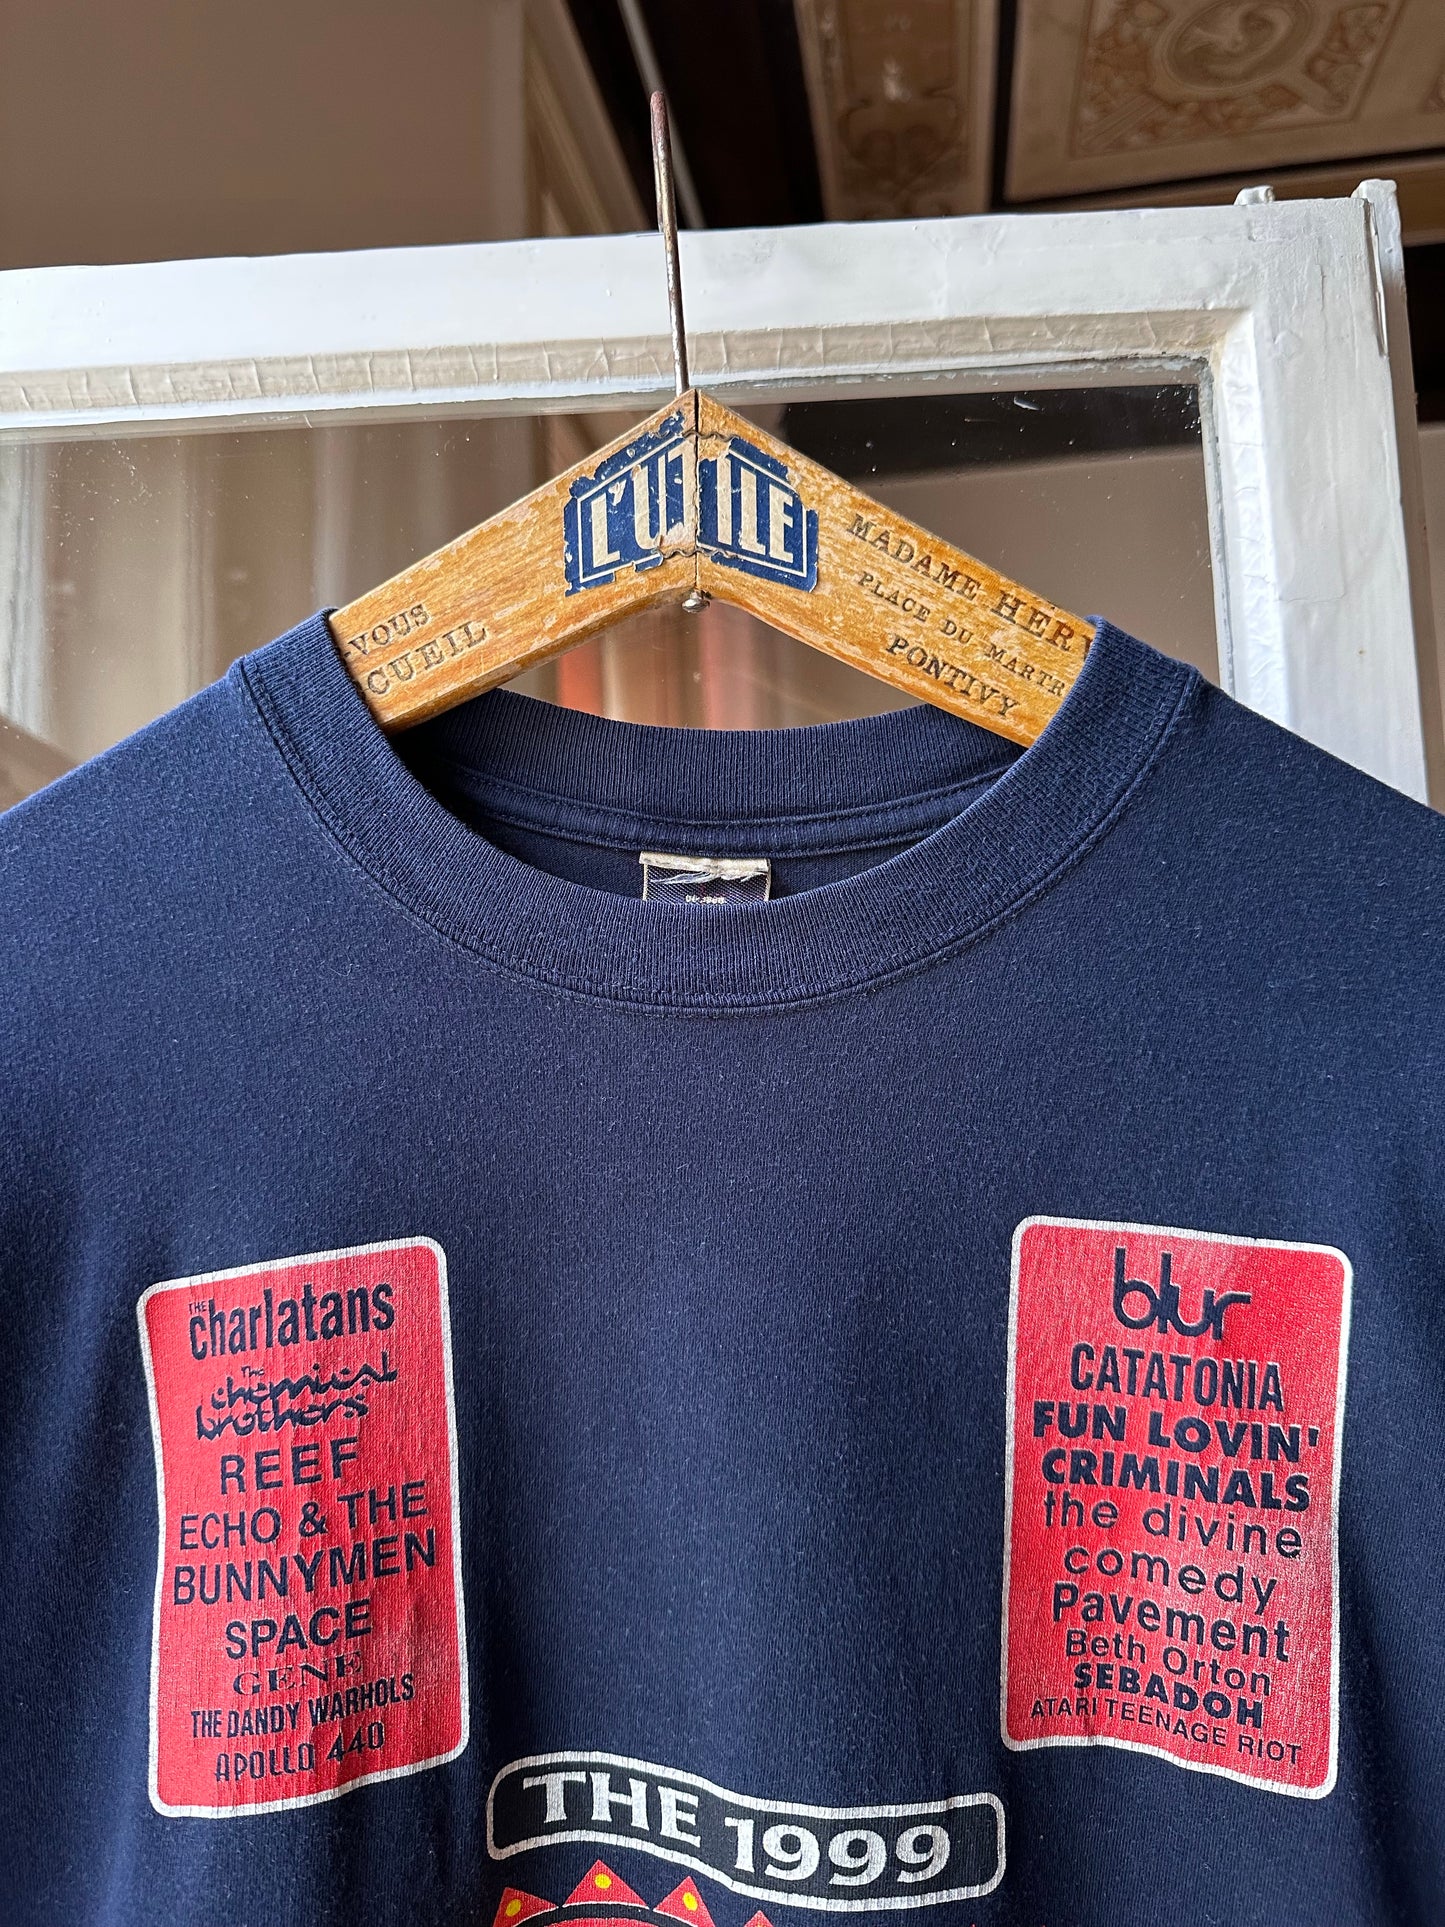 L'UTILE
-VOUS
CUEIL
MADAME HER
PLACE DU MARTR
PONTIVY
THE
charlatans
The
chemical
brothers
REEF
ECHO & THE
BUNNYMEN
SPACE
GENE
THE DANDY WARHOLS
APOLLO 440
blur
CATATONIA
FUN LOVIN'
CRIMINALS
the divine
comedy
Pavement
Beth Orton
SEBADOH
ATARI TEENAGE RIOT
THE 1999